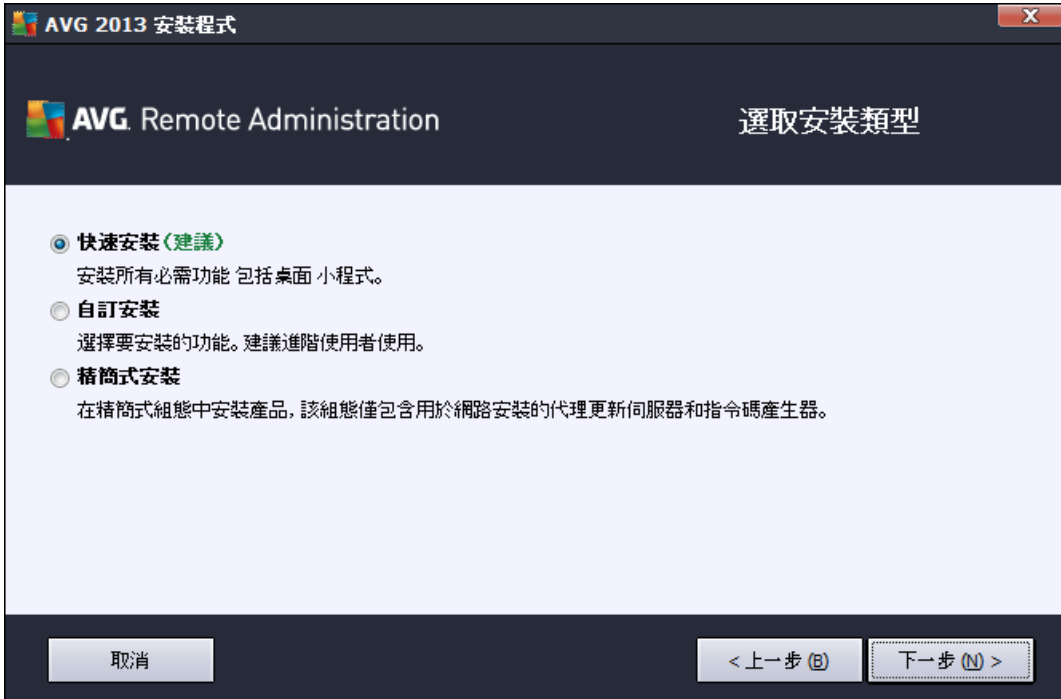 AVG 2013 安裝程式
X
AVG. Remote Administration
選取安裝類型
快速安裝(建議)
安裝所有必需功能 包括桌面 小程式。
自訂安裝
選擇要安裝的功能。建議進階使用者使用。
精簡式安裝
在精簡式組態中安裝產品, 該組態僅包含用於網路安裝的代理更新伺服器和指令碼產生器。
取消
< 上一步 (B)
下一步 (N) >